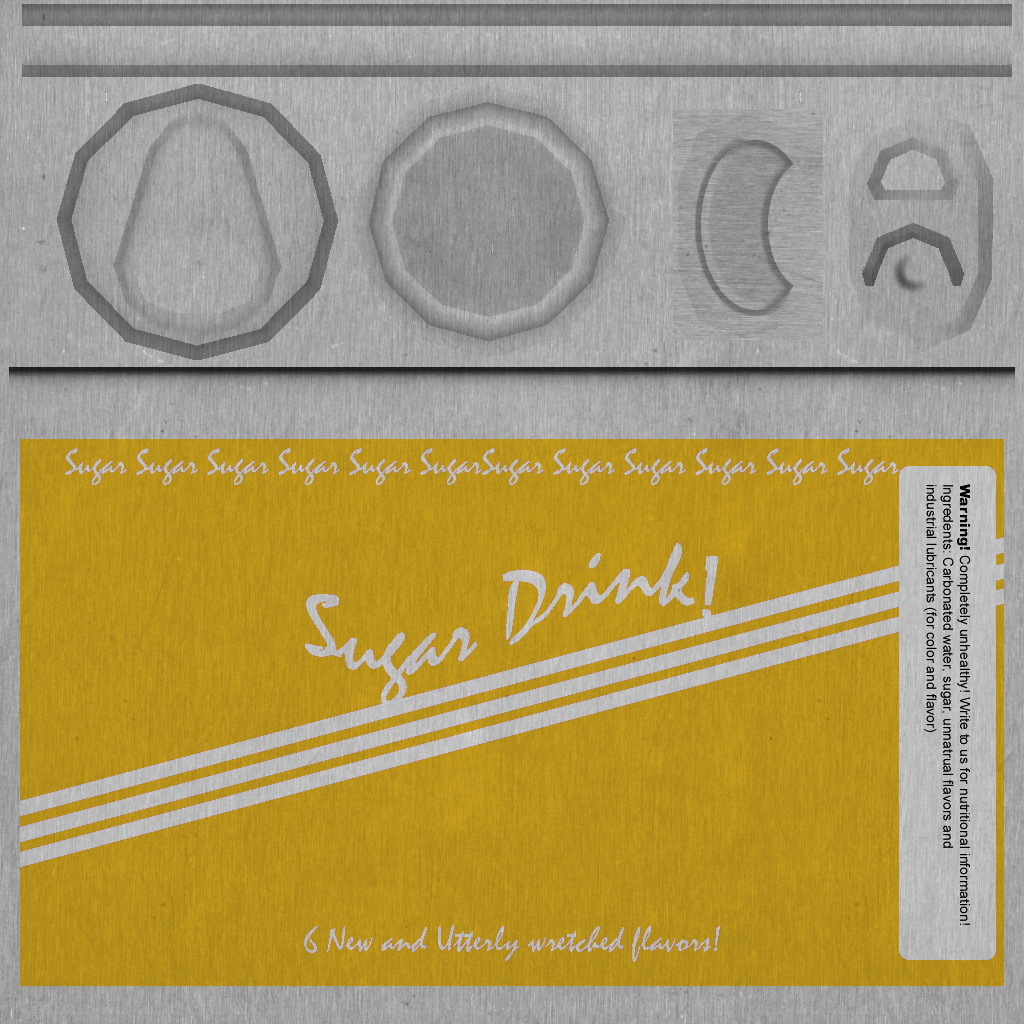 Sugar Sugar Sugar Sugar Sugar SugarSugar Sugar Sugar Sugar Sugar Sugar
Sugar Drink!
6 New and Utterly wretched flavors!
Warning! Completely unhealthy! Write to us for nutritional information!
Ingredents: Carbonated water, sugar, unnatrual flavors and
industrial lubricants (for color and flavor)